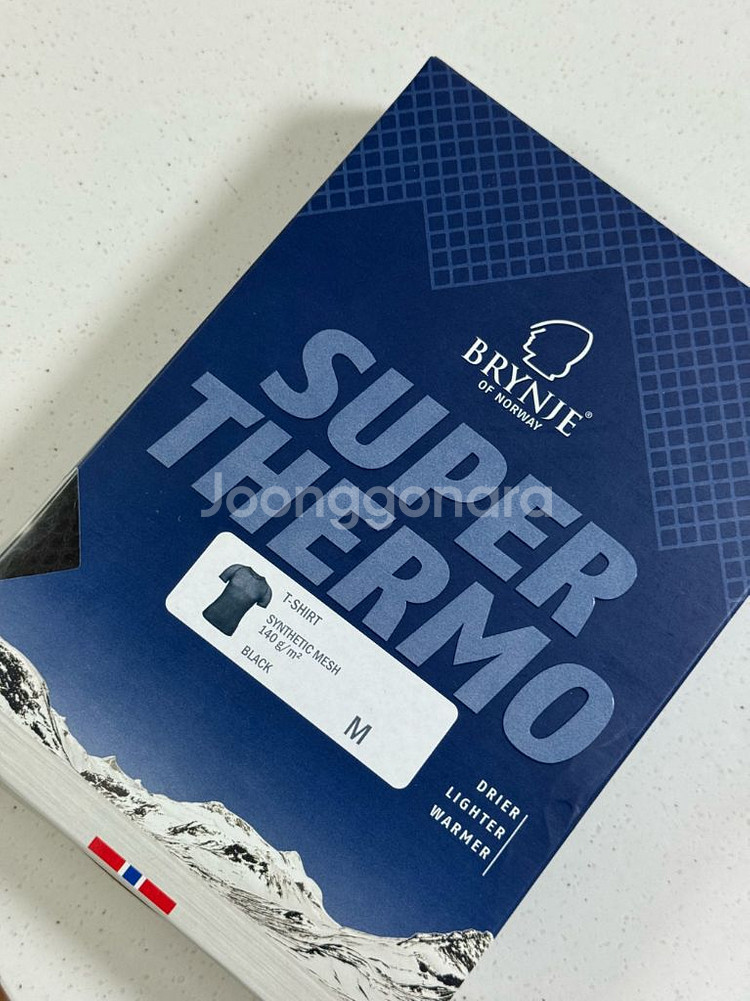 BRYNJE®
OF NORWAY
SUPER
THERMO
Joonggonara
T-SHIRT
SYNTHETIC MESH
140 g/m²
BLACK
M
DRIER
LIGHTER
WARMER